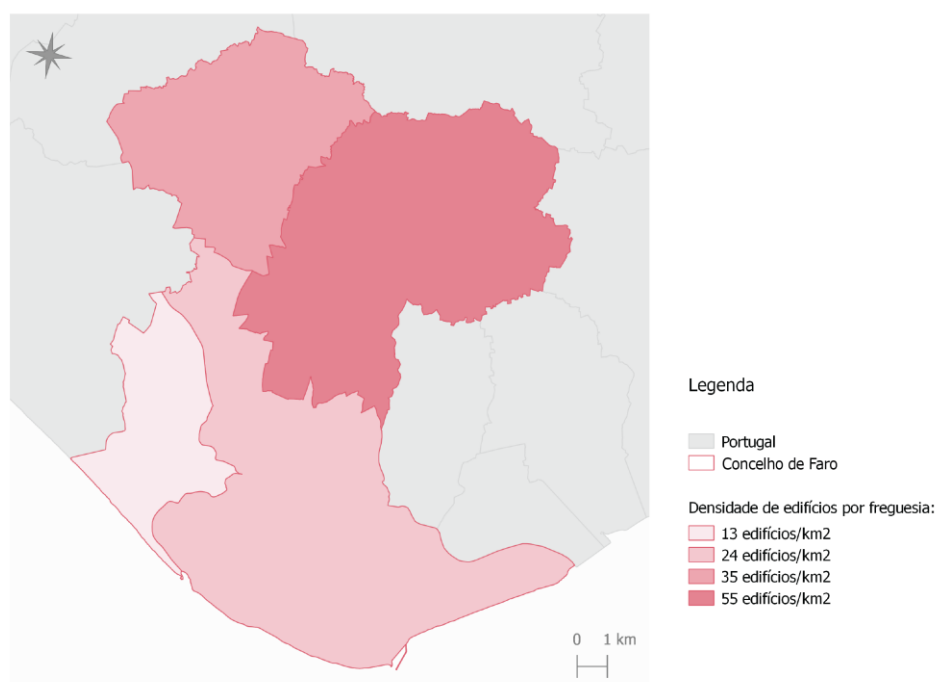 Legenda
Portugal
Concelho de Faro
Densidade de edifícios por freguesia:
13 edifícios/km2
24 edifícios/km2
35 edifícios/km2
55 edifícios/km2
0 1 km